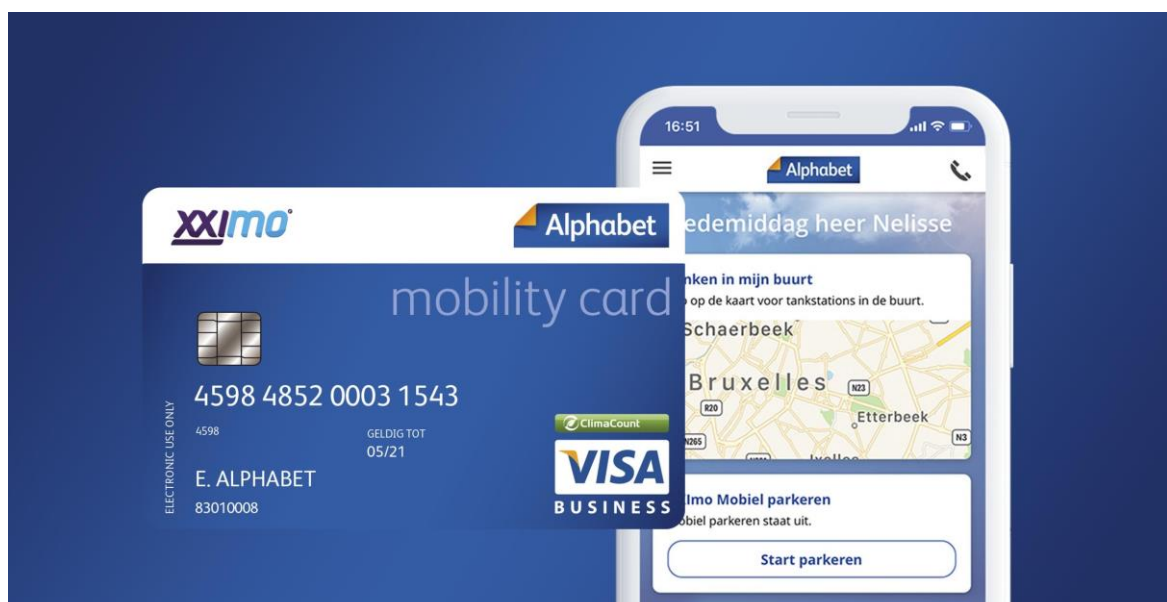 16:51
Alphabet
xximo
Alphabet
edemiddag heer Nelisse
mobility card
nken in mijn buurt
op de kaart voor tankstations in de buurt.
Schaerbeek
Bruxelles
N23
R20
Etterbeek
N265
N3
4598 4852 0003 1543
4598
GELDIG TOT
05/21
ELECTRONIC USE ONLY
E. ALPHABET
83010008
ClimaCount
VISA
BUSINESS
Imo Mobiel parkeren
obiel parkeren staat uit.
Start parkeren